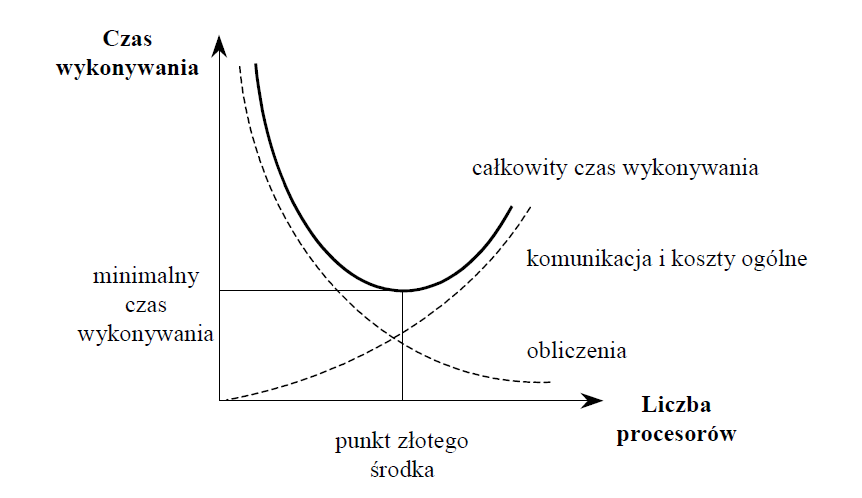 Czas
wykonywania
całkowity czas wykonywania
komunikacja i koszty ogólne
minimalny
czas
wykonywania
obliczenia
Liczba
procesorów
punkt złotego
środka